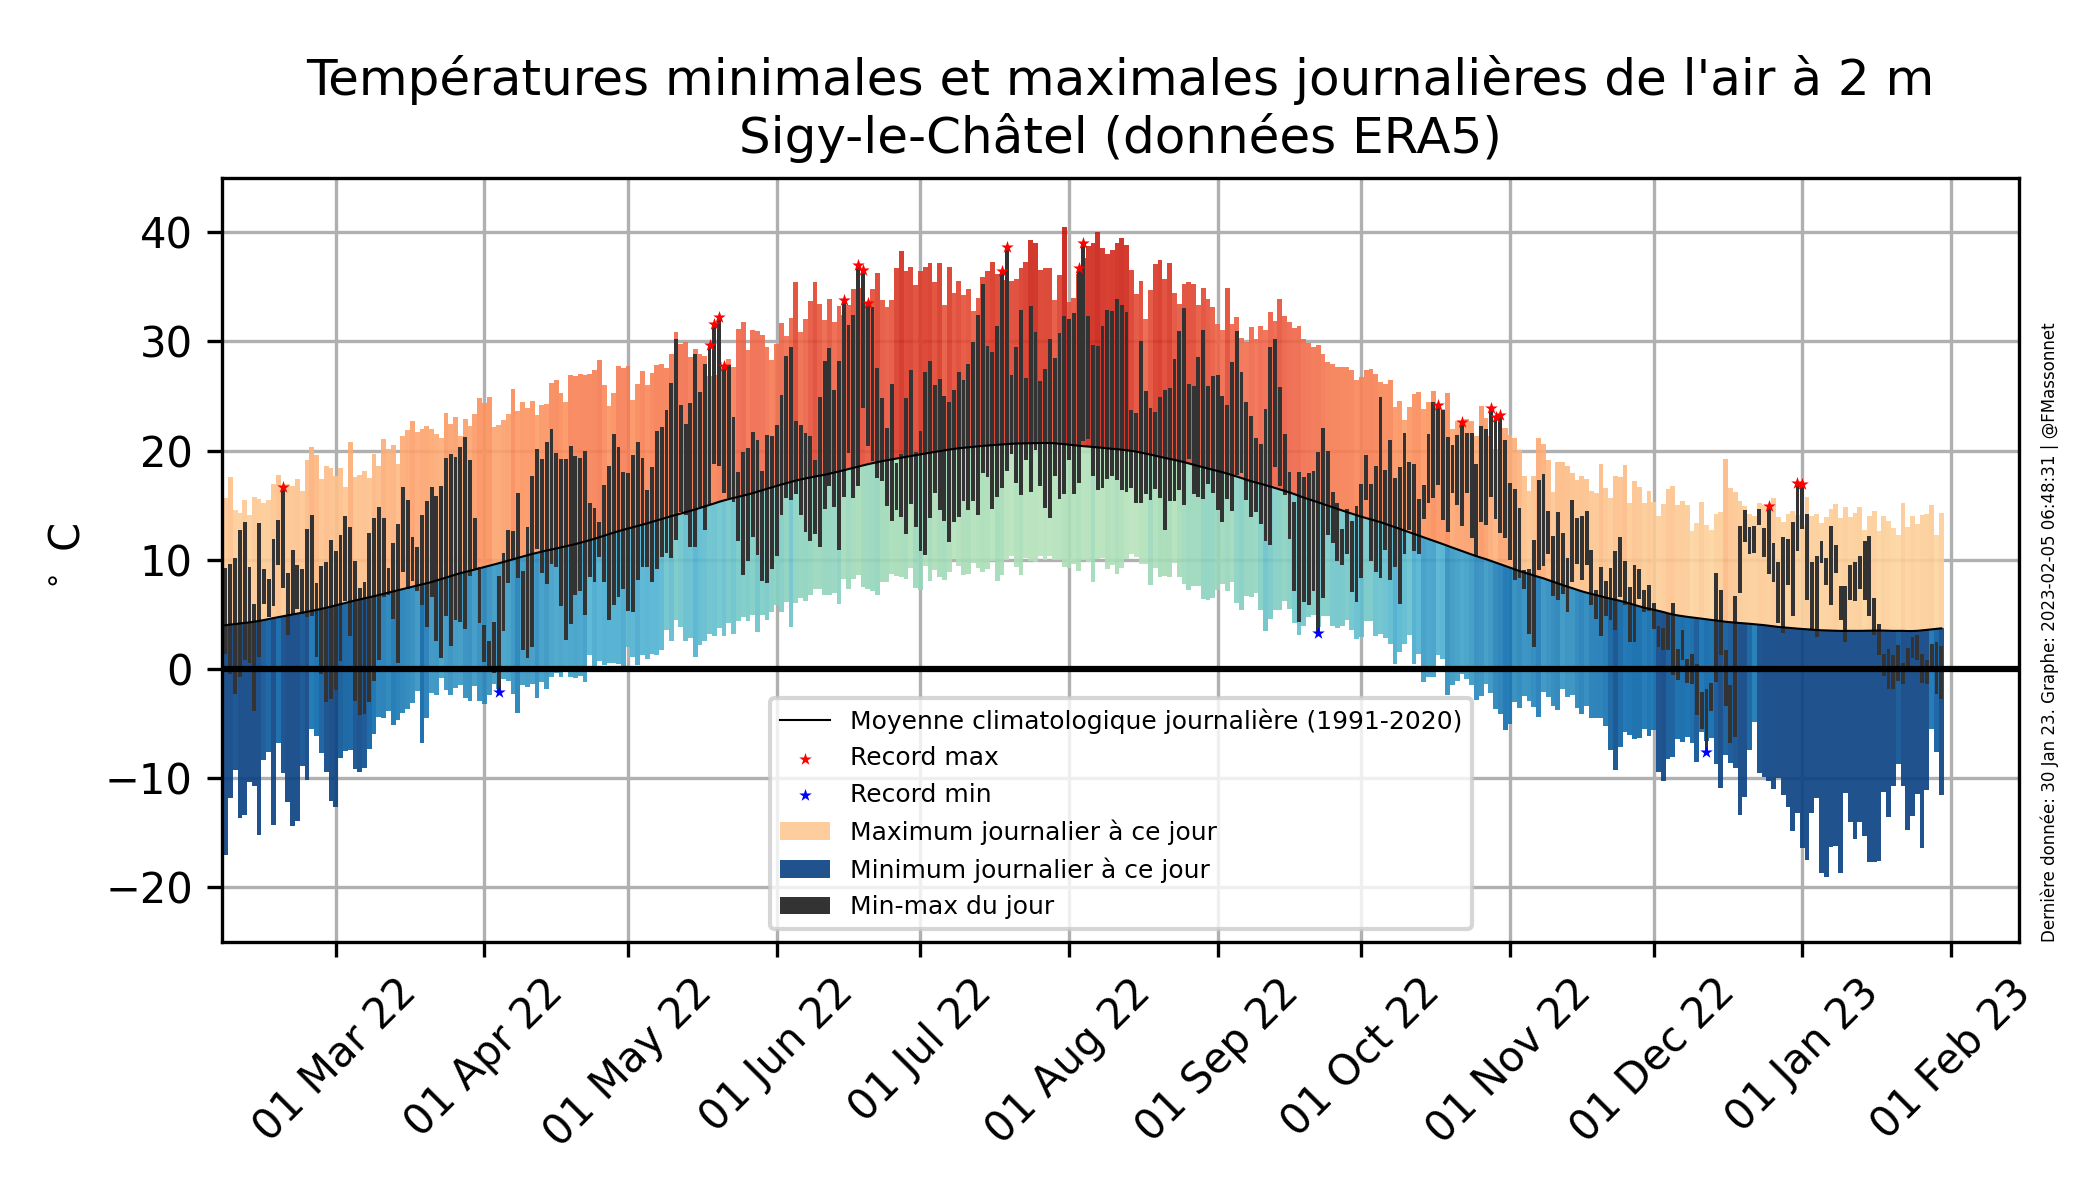 Températures minimales et maximales journalières de l'air à 2 m
Sigy-le-Châtel (données ERA5)
° C
40
30
20
10
0
−10
−20
Moyenne climatologique journalière (1991-2020)
Record max
Record min
Maximum journalier à ce jour
Minimum journalier à ce jour
Min-max du jour
01 Mar 22
01 Apr 22
01 May 22
01 Jun 22
01 Jul 22
01 Aug 22
01 Sep 22
01 Oct 22
01 Nov 22
01 Dec 22
01 Jan 23
01 Feb 23
Dernière donnée: 30 Jan 23. Graphe: 2023-02-05 06:48:31 | @FMassonnet